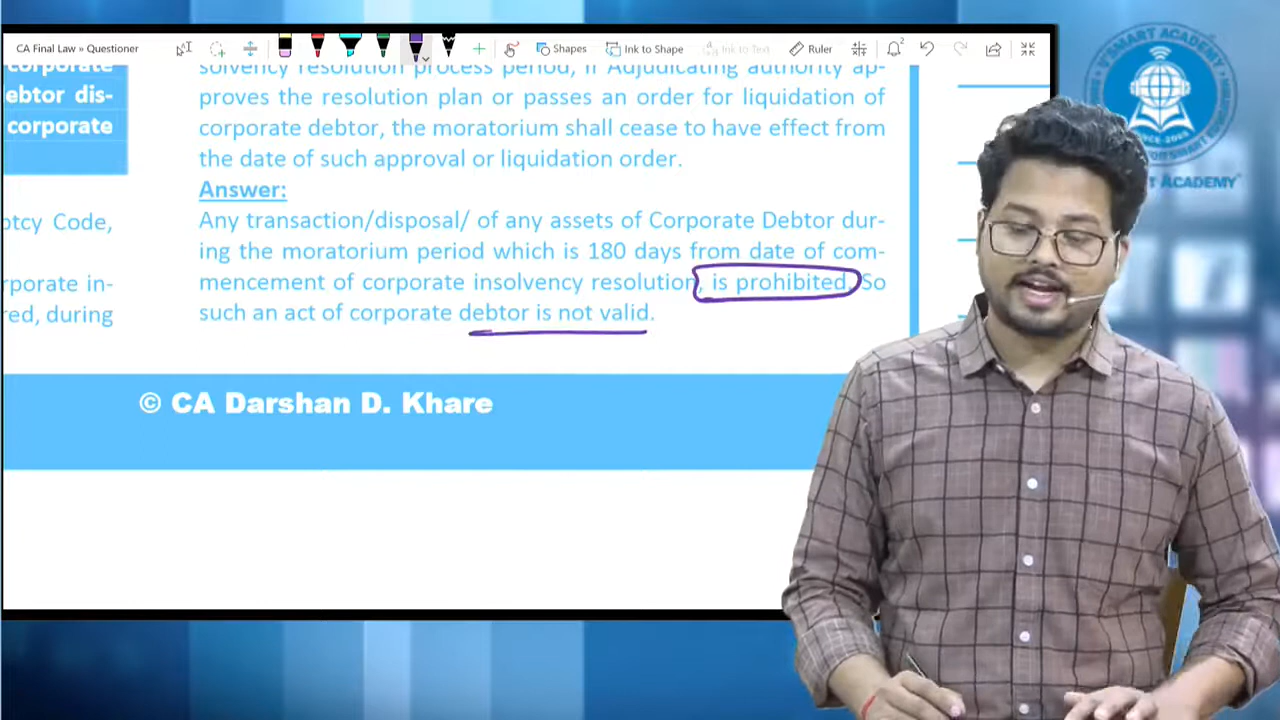 CA Final Law » Questioner
Shapes
Ink to Shape
Ink to Text
Ruler
2
corporate
ebtor dis-
corporate
ptcy Code,
rporate in-
red, during
solvency resolution process period, if Adjudicating authority ap-
proves the resolution plan or passes an order for liquidation of
corporate debtor, the moratorium shall cease to have effect from
the date of such approval or liquidation order.
Answer:
Any transaction/disposal/ of any assets of Corporate Debtor dur-
ing the moratorium period which is 180 days from date of com-
mencement of corporate insolvency resolution, is prohibited. So
such an act of corporate debtor is not valid.
© CA Darshan D. Khare
T ACADEMY